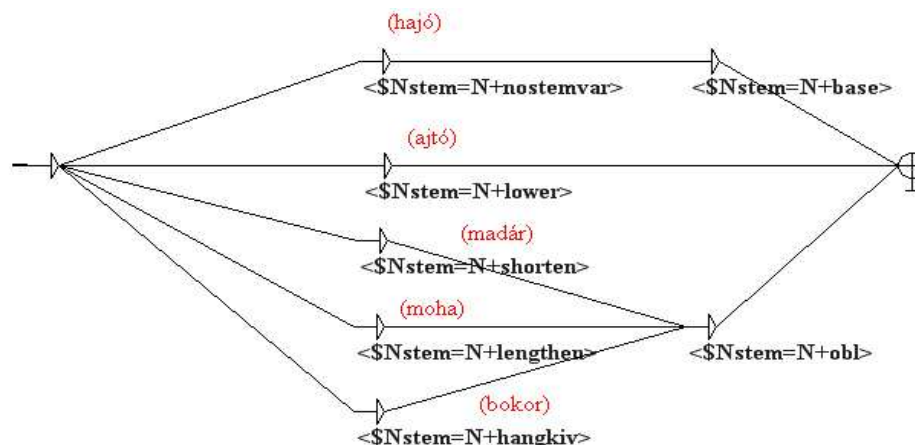 (hajó)
<$Nstem=N+nostemvar> <$Nstem=N+base>
(ajtó)
<$Nstem=N+lower>
(madár)
<$Nstem=N+shorten>
(moha)
<$Nstem=N+lengthen> <$Nstem=N+obl>
(bokor)
<$Nstem=N+hangkiv>